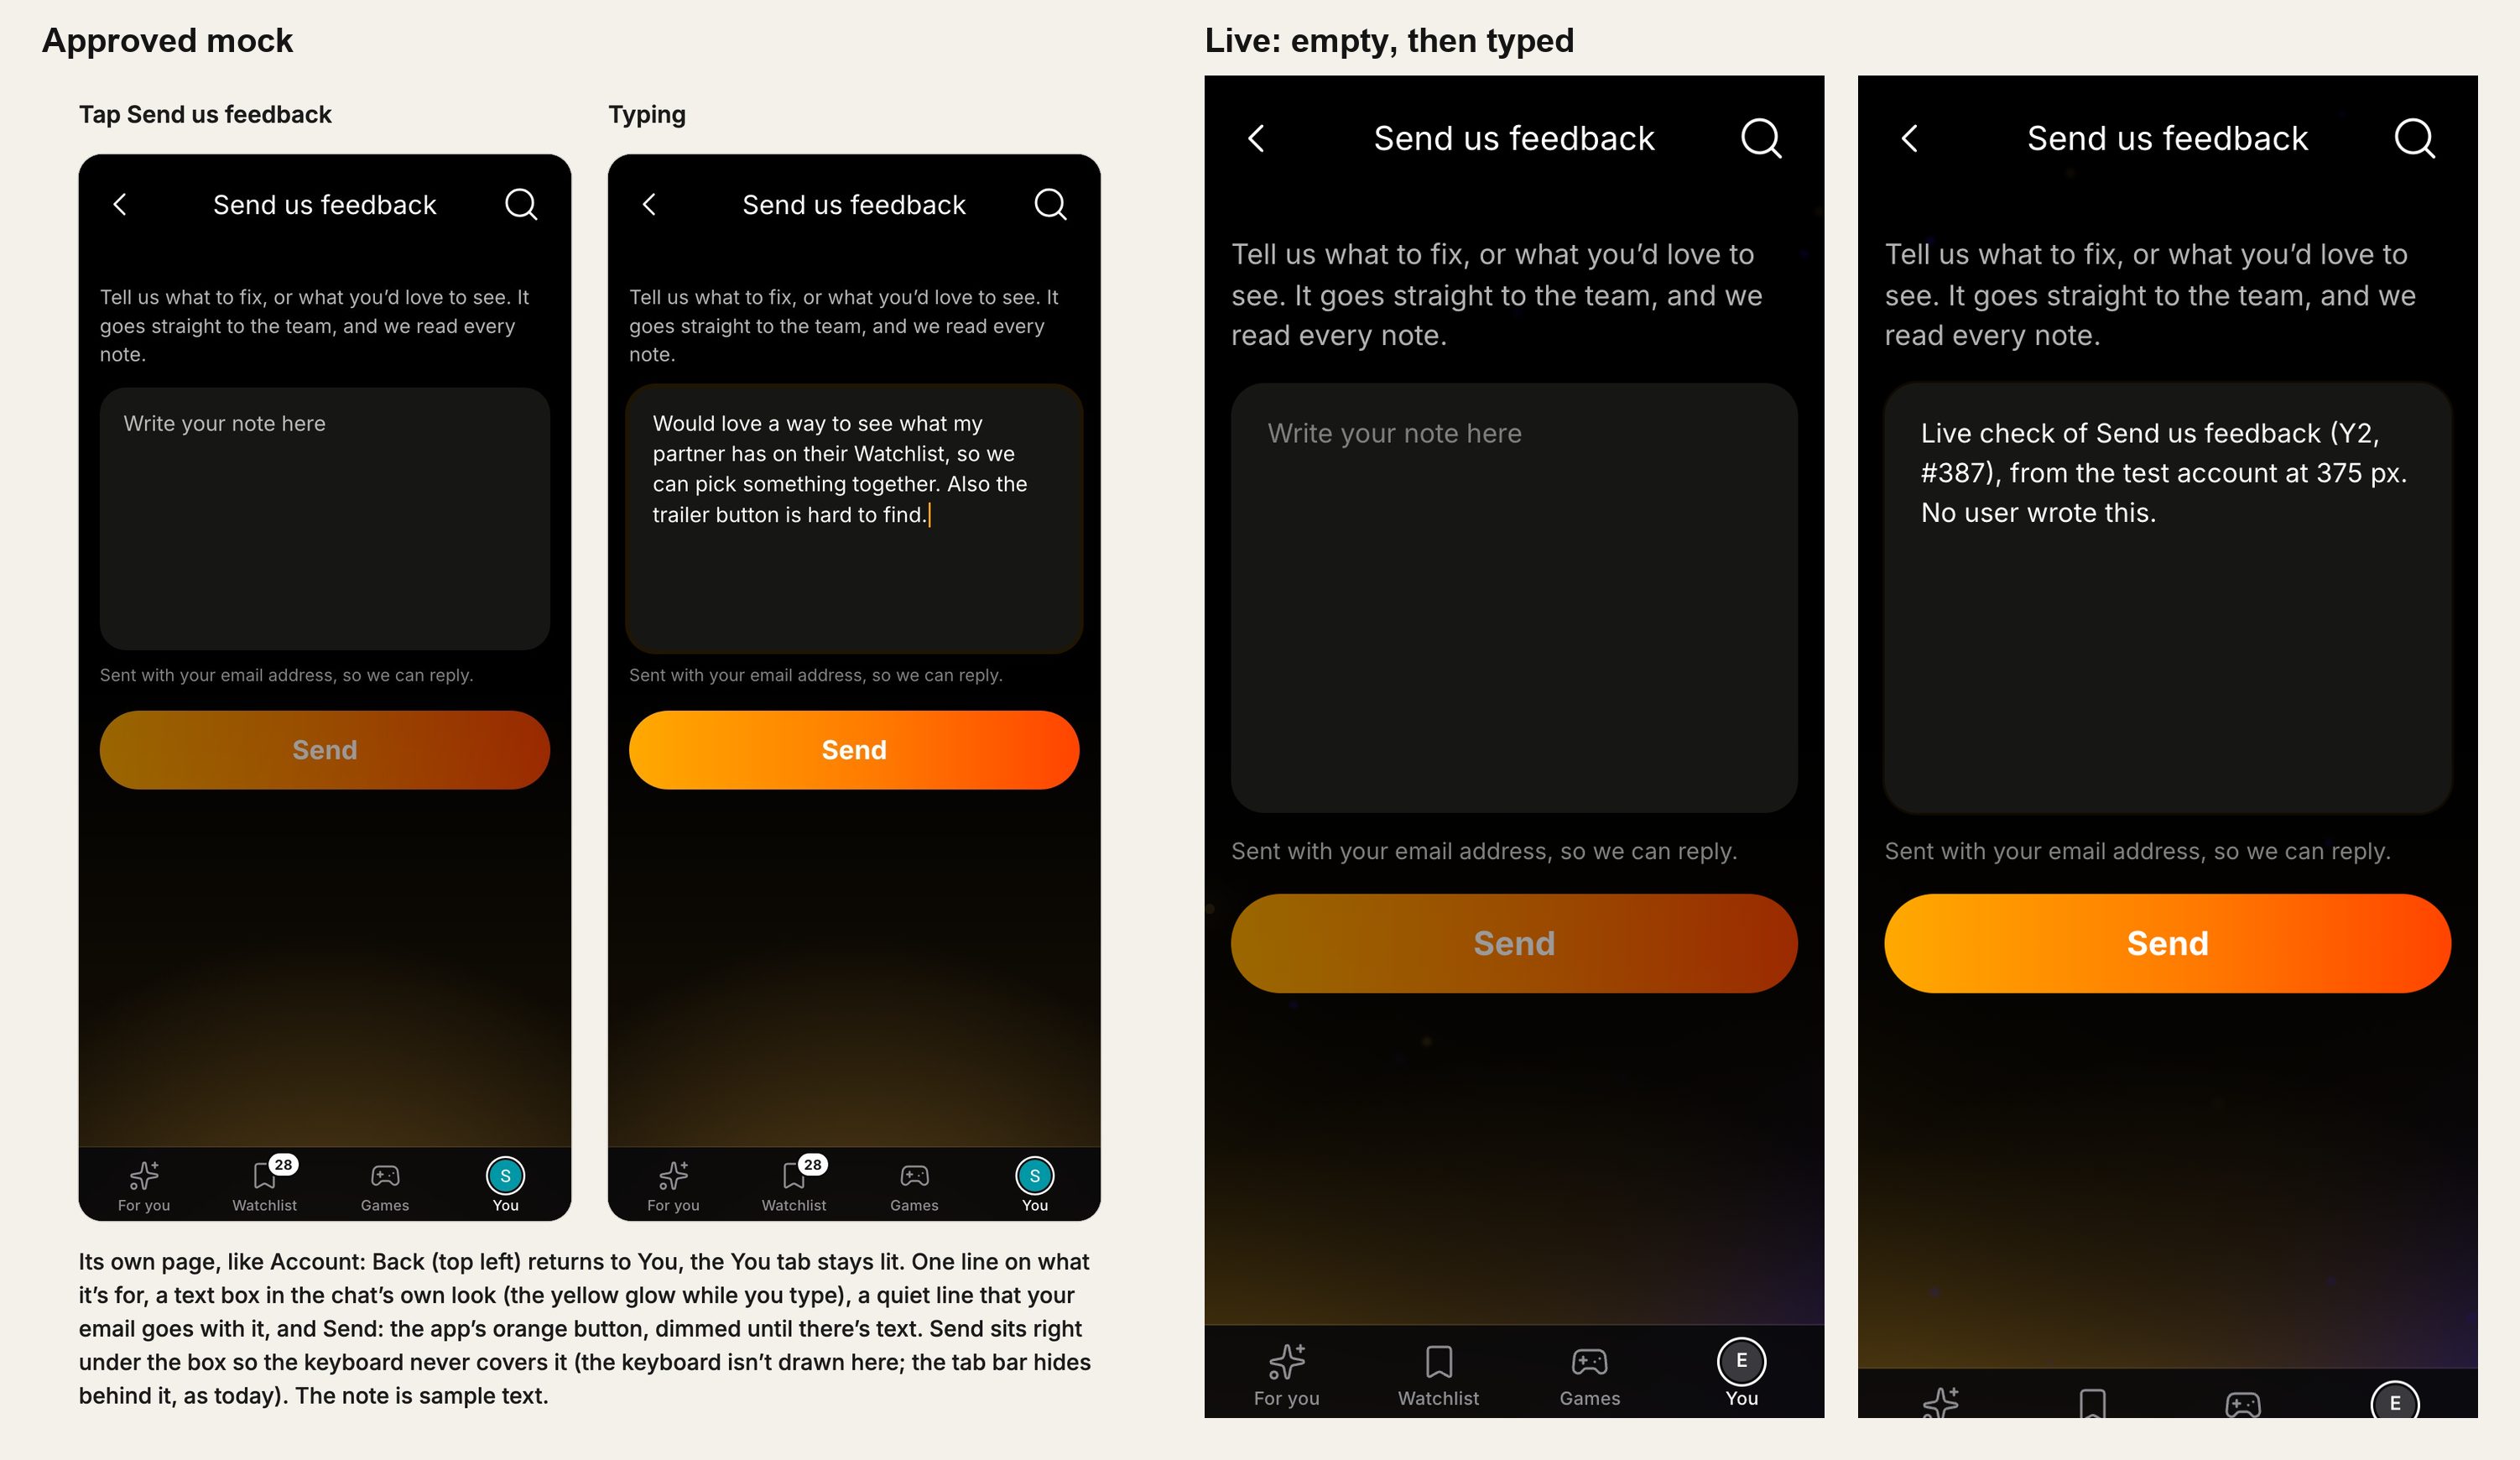 Approved mock
Live: empty, then typed
Tap Send us feedback
Typing
Send us feedback
Tell us what to fix, or what you’d love to see. It
goes straight to the team, and we read every
note.
Write your note here
Sent with your email address, so we can reply.
Send
For you
28
Watchlist
Games
S
You
Send us feedback
Tell us what to fix, or what you’d love to see. It
goes straight to the team, and we read every
note.
Would love a way to see what my
partner has on their Watchlist, so we
can pick something together. Also the
trailer button is hard to find.
Sent with your email address, so we can reply.
Send
For you
28
Watchlist
Games
S
You
Its own page, like Account: Back (top left) returns to You, the You tab stays lit. One line on what
it’s for, a text box in the chat’s own look (the yellow glow while you type), a quiet line that your
email goes with it, and Send: the app’s orange button, dimmed until there’s text. Send sits right
under the box so the keyboard never covers it (the keyboard isn’t drawn here; the tab bar hides
behind it, as today). The note is sample text.
Send us feedback
Tell us what to fix, or what you’d love to
see. It goes straight to the team, and we
read every note.
Write your note here
Sent with your email address, so we can reply.
Send
For you
Watchlist
Games
E
You
Send us feedback
Tell us what to fix, or what you’d love to
see. It goes straight to the team, and we
read every note.
Live check of Send us feedback (Y2,
#387), from the test account at 375 px.
No user wrote this.
Sent with your email address, so we can reply.
Send
E